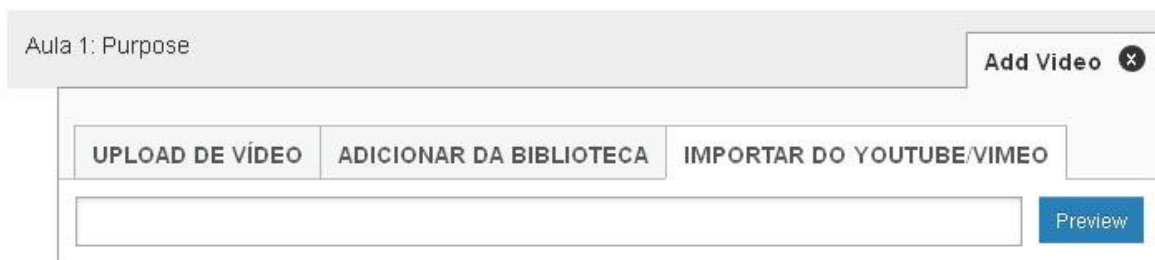 Aula 1: Purpose
Add Video
UPLOAD DE VÍDEO ADICIONAR DA BIBLIOTECA IMPORTAR DO YOUTUBE/VIMEO
Preview